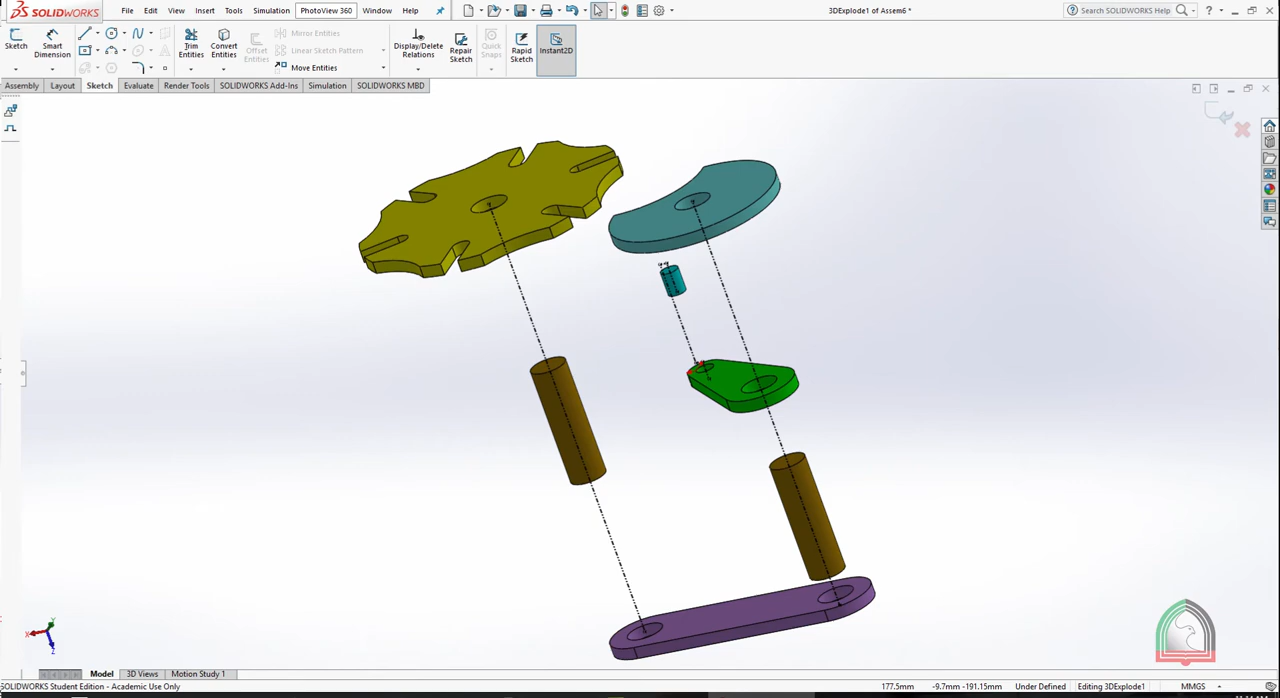 SOLIDWORKS File Edit View Insert Tools Simulation PhotoView 360 Window Help 3DExplode1 of Assem6 * Search SOLIDWORKS Help ?
Sketch
Smart Dimension
Trim Entities
Convert Entities
Offset Entities
Mirror Entities
Linear Sketch Pattern
Move Entities
Display/Delete Relations
Quick Snaps
Repair Sketch
Rapid Sketch
Instant2D
Assembly Layout Sketch Evaluate Render Tools SOLIDWORKS Add-Ins Simulation SOLIDWORKS MBD
X Y Z
Model 3D Views Motion Study 1
SOLIDWORKS Student Edition - Academic Use Only 177.5mm -9.7mm -191.15mm Under Defined Editing 3DExplode1 MMGS